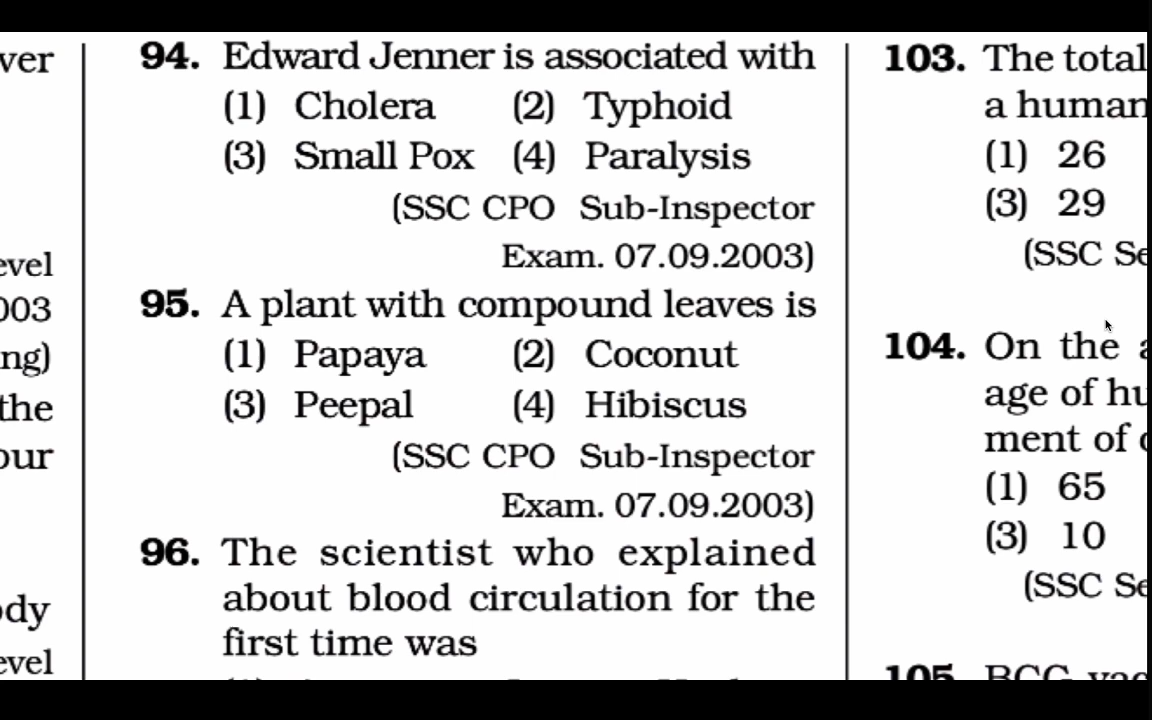 ver
evel
003
ng)
the
our
ody
evel
94. Edward Jenner is associated with
(1) Cholera (2) Typhoid
(3) Small Pox (4) Paralysis
(SSC CPO Sub-Inspector
Exam. 07.09.2003)
95. A plant with compound leaves is
(1) Papaya (2) Coconut
(3) Peepal (4) Hibiscus
(SSC CPO Sub-Inspector
Exam. 07.09.2003)
96. The scientist who explained
about blood circulation for the
first time was
103. The total
a human
(1) 26
(3) 29
(SSC Se
104. On the a
age of hu
ment of c
(1) 65
(3) 10
(SSC Se
105. BCG vac